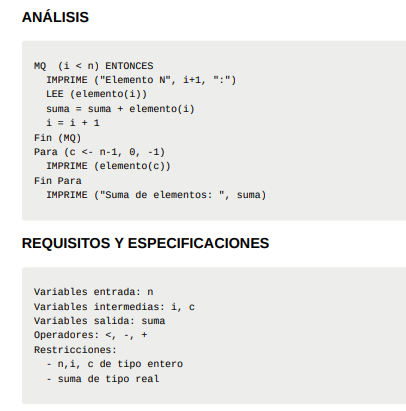 ANÁLISIS
MQ  (i < n) ENTONCES
  IMPRIME ("Elemento N", i+1, ":")
  LEE (elemento(i))
  suma = suma + elemento(i)
  i = i + 1
Fin (MQ)
Para (c <- n-1, 0, -1)
  IMPRIME (elemento(c))
Fin Para
  IMPRIME ("Suma de elementos: ", suma)
REQUISITOS Y ESPECIFICACIONES
Variables entrada: n
Variables intermedias: i, c
Variables salida: suma
Operadores: <, -, +
Restricciones:
  - n,i, c de tipo entero
  - suma de tipo real